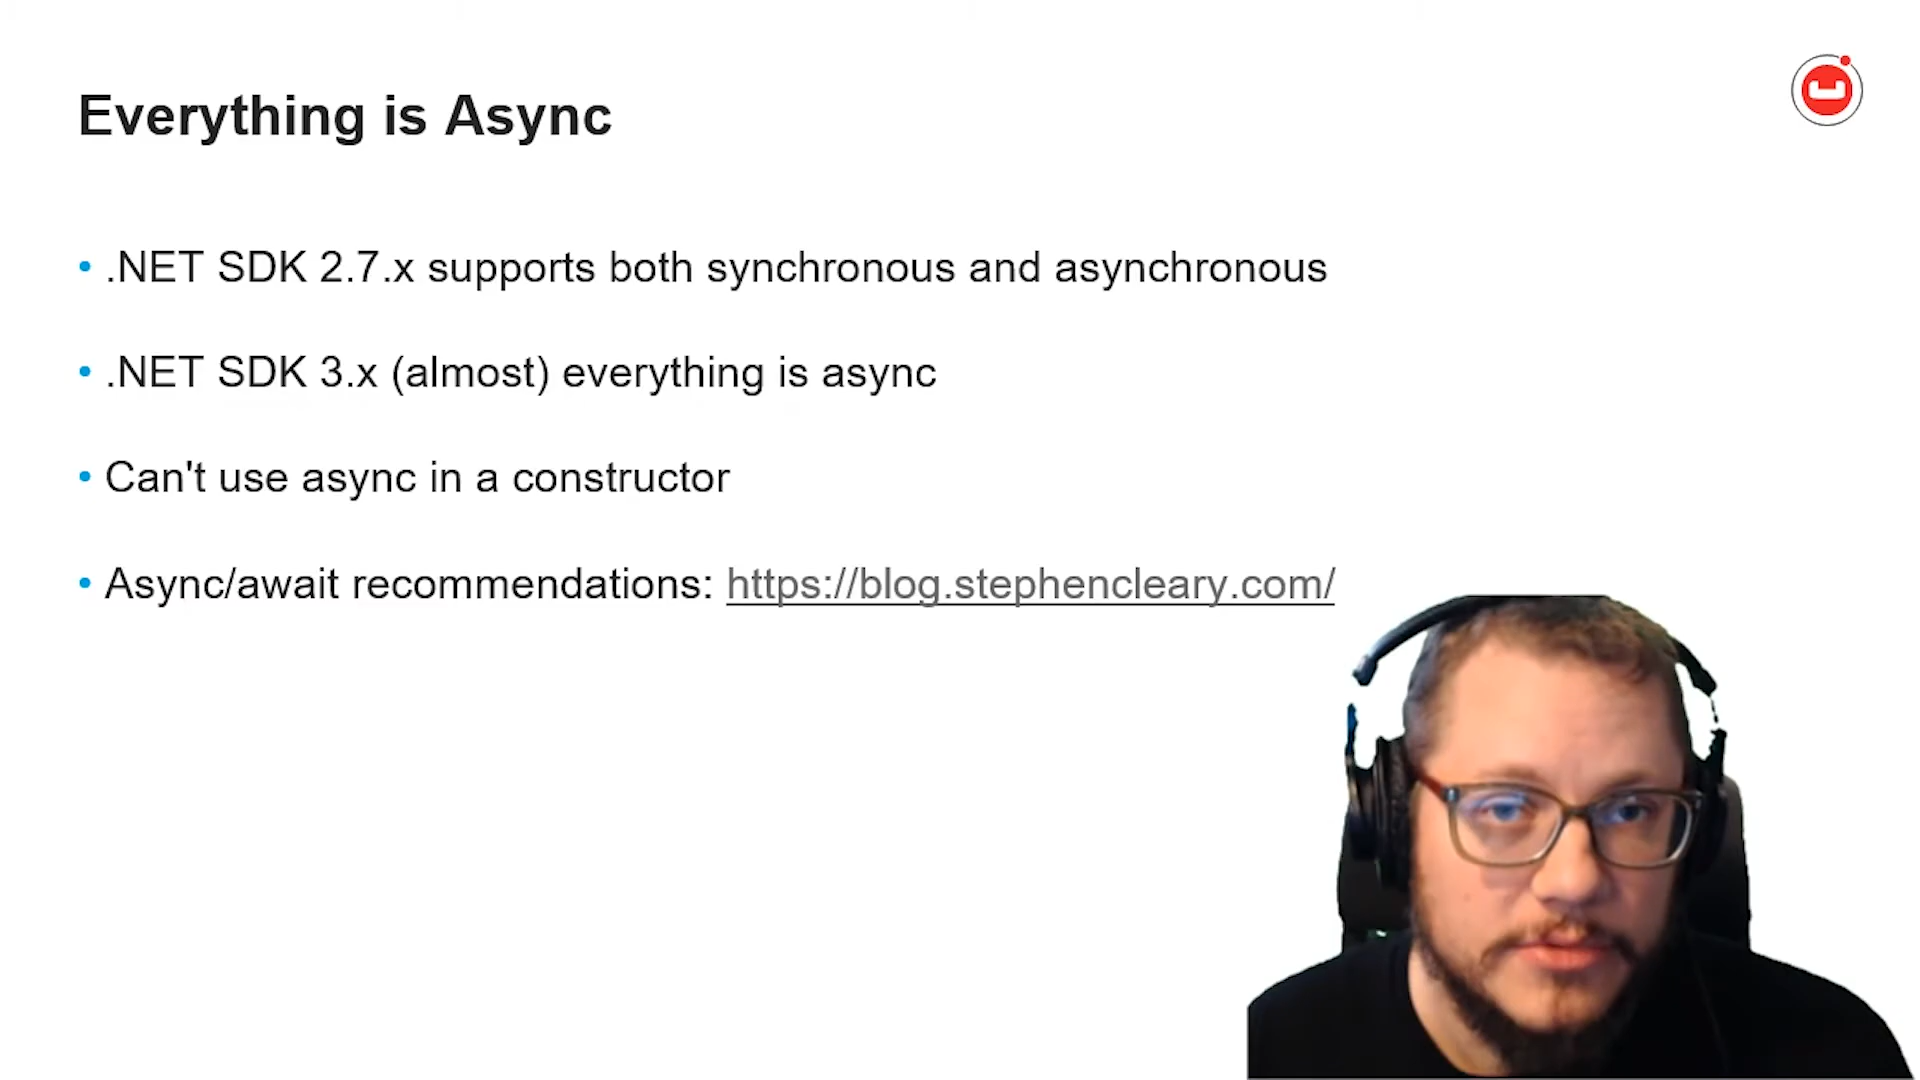 Everything is Async
• .NET SDK 2.7.x supports both synchronous and asynchronous
• .NET SDK 3.x (almost) everything is async
• Can't use async in a constructor
• Async/await recommendations: https://blog.stephencleary.com/